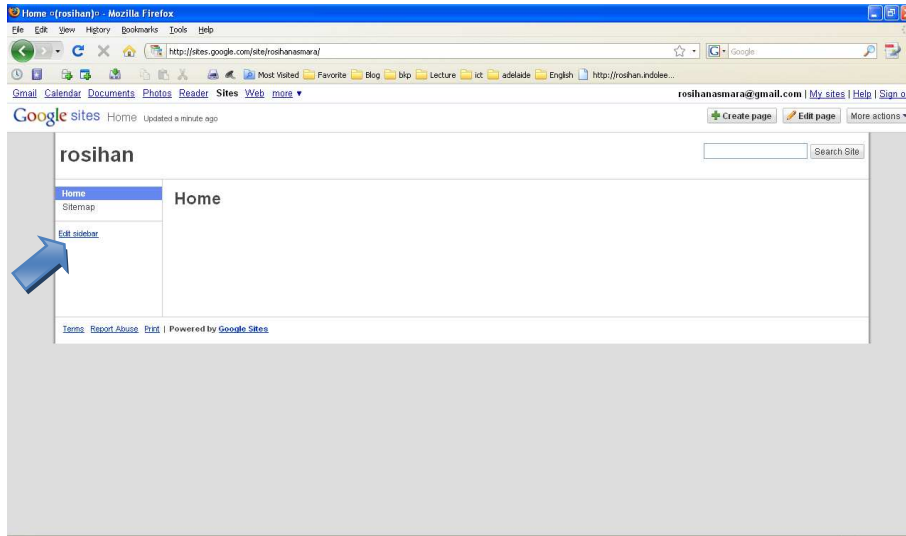 Home ¤{rosihan}¤ - Mozilla Firefox
File Edit View History Bookmarks Tools Help
http://sites.google.com/site/rosihanasmara/ Google
Most Visited Favorite Blog bkp Lecture ict adelaide English http://rosihan.indolee...
Gmail Calendar Documents Photos Reader Sites Web more ▼ rosihanasmara@gmail.com | My sites | Help | Sign o
Google sites Home Updated a minute ago Create page Edit page More actions
rosihan Search Site
Home
Sitemap
Edit sidebar
Home
Terms Report Abuse Print | Powered by Google Sites